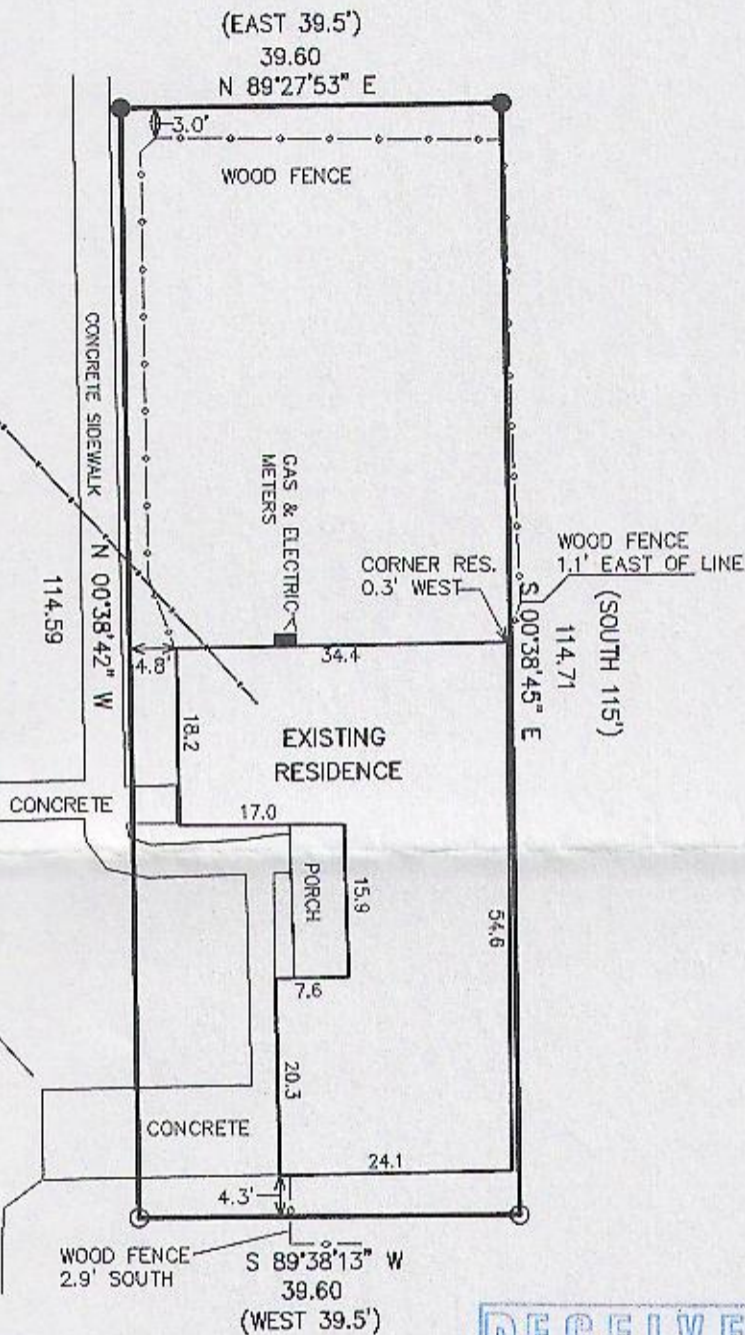 (EAST 39.5')
39.60
N 89°27'53" E
3.0'
WOOD FENCE
CONCRETE SIDEWALK
N 00°38'42" W
114.59
GAS & ELECTRIC
METERS
CORNER RES.
0.3' WEST
WOOD FENCE
1.1' EAST OF LINE
(SOUTH 115')
114.71
S 00°38'45" E
4.8'
34.4
18.2
EXISTING
RESIDENCE
CONCRETE
17.0
PORCH
15.9
54.6
7.6
20.3
CONCRETE
24.1
4.3'
WOOD FENCE
2.9' SOUTH
S 89°38'13" W
39.60
(WEST 39.5')